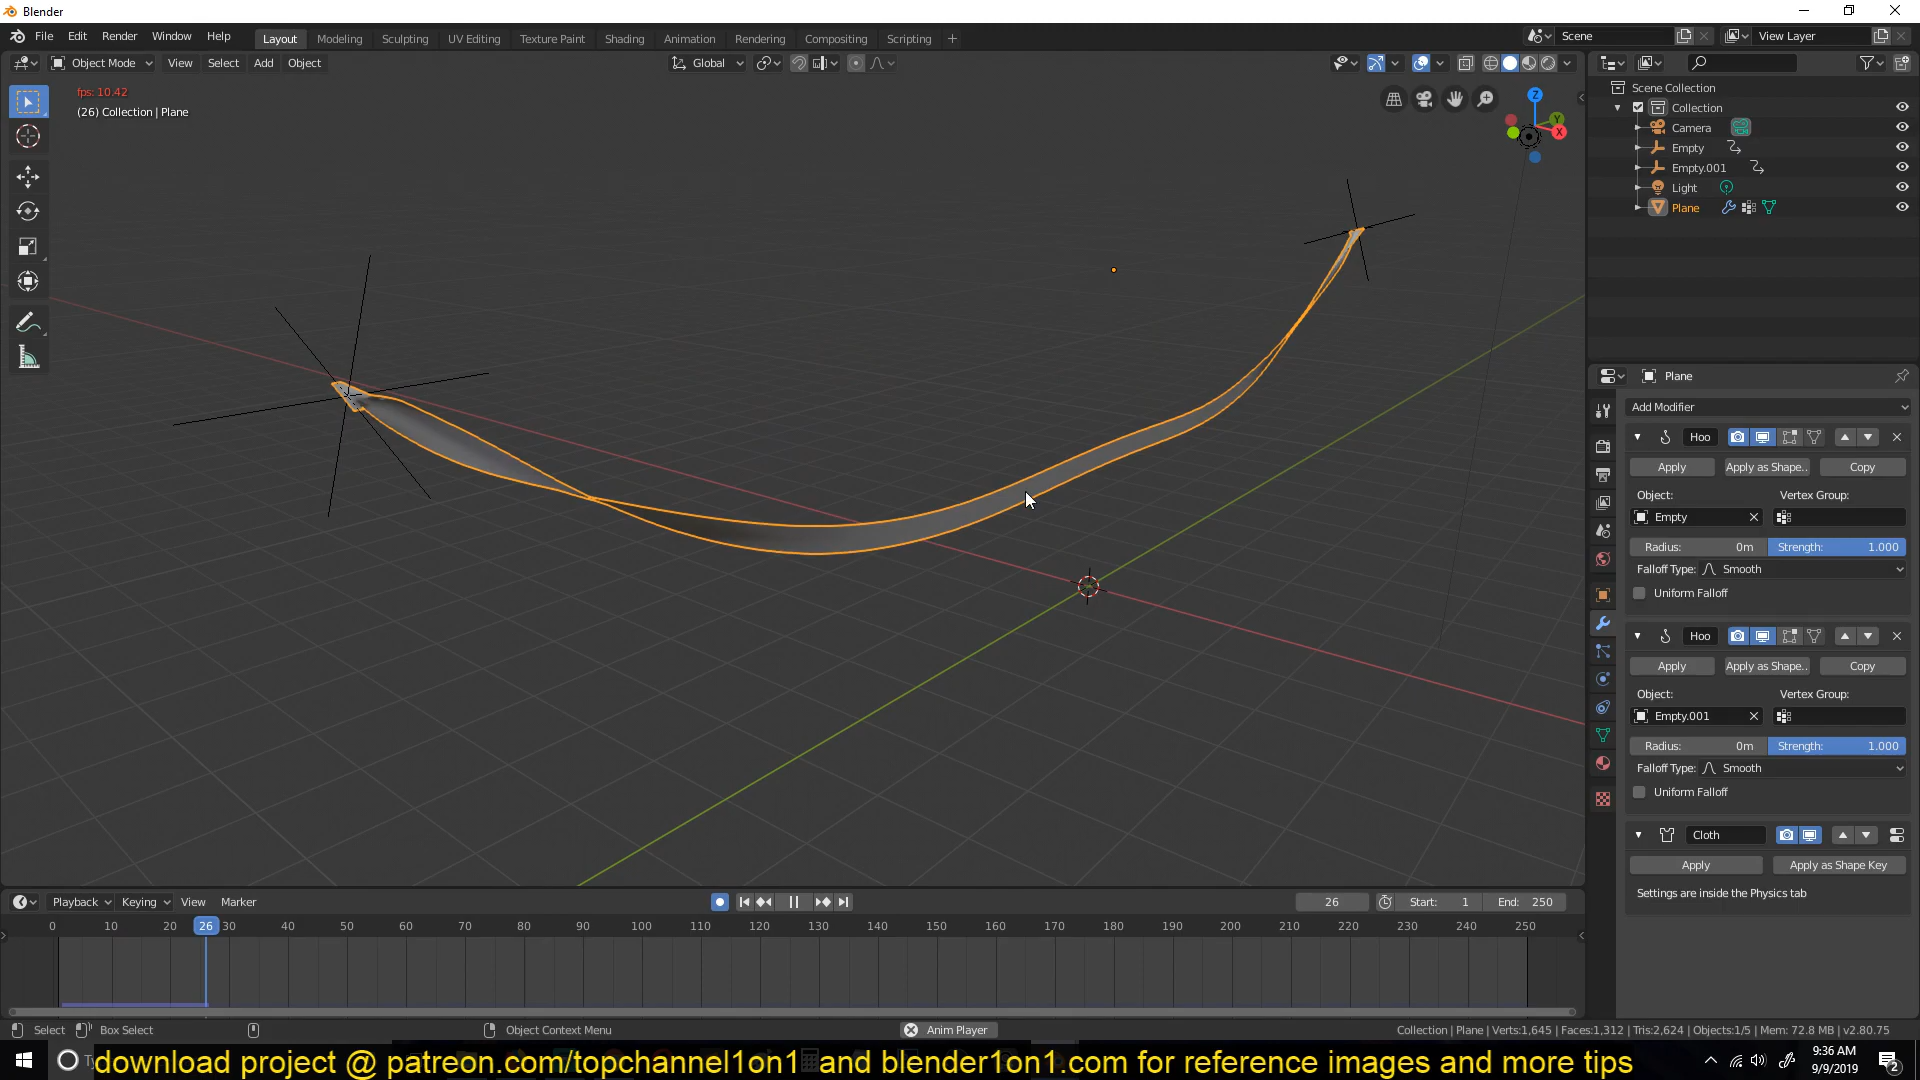 Blender
File Edit Render Window Help
Layout Modeling Sculpting UV Editing Texture Paint Shading Animation Rendering Compositing Scripting
Scene
View Layer
Object Mode View Select Add Object
Global
fps: 10.42
(26) Collection | Plane
Z
Y
X
Scene Collection
Collection
Camera
Empty
Empty.001
Light
Plane
Plane
Add Modifier
Hoo
Apply Apply as Shape.. Copy
Object: Vertex Group:
Empty
Radius: 0m Strength: 1.000
Falloff Type: Smooth
Uniform Falloff
Hoo
Apply Apply as Shape.. Copy
Object: Vertex Group:
Empty.001
Radius: 0m Strength: 1.000
Falloff Type: Smooth
Uniform Falloff
Cloth
Apply Apply as Shape Key
Settings are inside the Physics tab
Playback Keying View Marker
26 Start: 1 End: 250
0 10 20 26 30 40 50 60 70 80 90 100 110 120 130 140 150 160 170 180 190 200 210 220 230 240 250
Select Box Select Object Context Menu Anim Player
Collection | Plane | Verts:1,645 | Faces:1,312 | Tris:2,624 | Objects:1/5 | Mem: 72.8 MB | v2.80.75
download project @ patreon.com/topchannel1on1 and blender1on1.com for reference images and more tips
9:36 AM
9/9/2019
2